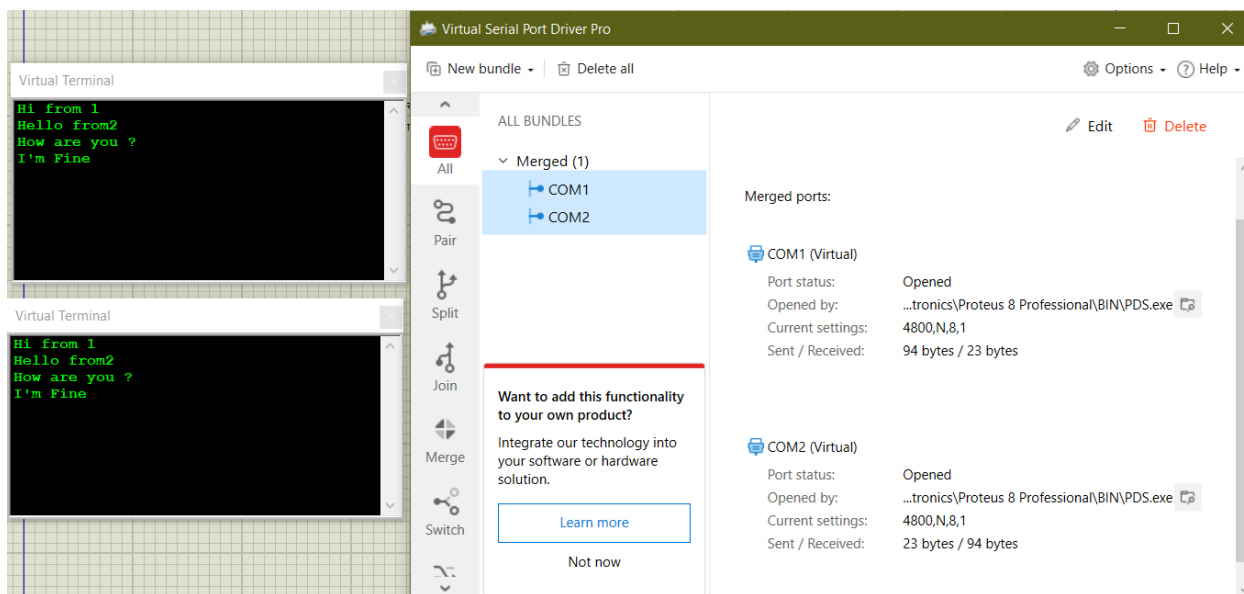 Virtual Terminal
Hi from 1
Hello from2
How are you ?
I'm Fine
Virtual Terminal
Hi from 1
Hello from2
How are you ?
I'm Fine
Virtual Serial Port Driver Pro
New bundle
Delete all
Options
Help
All
Pair
Split
Join
Merge
Switch
ALL BUNDLES
Merged (1)
COM1
COM2
Want to add this functionality
to your own product?
Integrate our technology into
your software or hardware
solution.
Learn more
Not now
Edit
Delete
Merged ports:
COM1 (Virtual)
Port status: Opened
Opened by: ...tronics\Proteus 8 Professional\BIN\PDS.exe
Current settings: 4800,N,8,1
Sent / Received: 94 bytes / 23 bytes
COM2 (Virtual)
Port status: Opened
Opened by: ...tronics\Proteus 8 Professional\BIN\PDS.exe
Current settings: 4800,N,8,1
Sent / Received: 23 bytes / 94 bytes